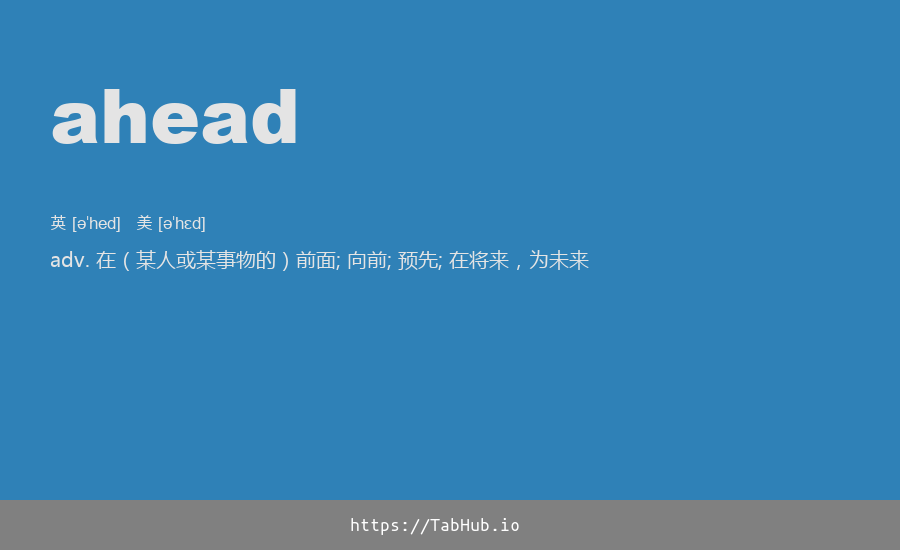 ahead
英 [ə'hed] 美 [ə'hɛd]
adv. 在（某人或某事物的）前面; 向前; 预先; 在将来，为未来
https://TabHub.io